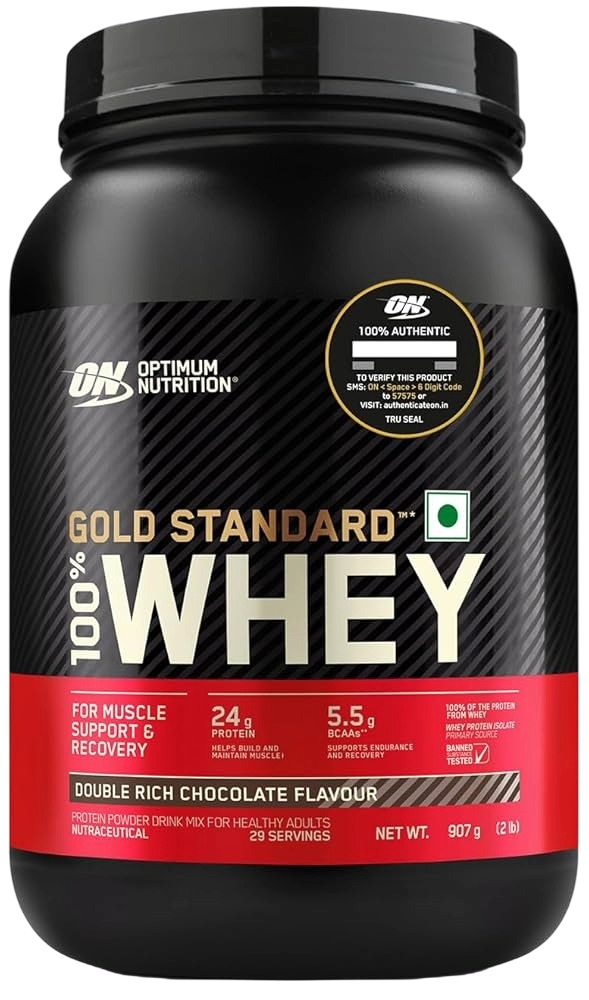 ON
100% AUTHENTIC
TO VERIFY THIS PRODUCT
SMS: ON < Space > 6 Digit Code
to 57575 or
VISIT: authenticateon.in
TRU SEAL
ON OPTIMUM
NUTRITION®
GOLD STANDARD™*
100% WHEY
FOR MUSCLE
SUPPORT &
RECOVERY
24 g
PROTEIN
HELPS BUILD AND
MAINTAIN MUSCLE†
5.5 g
BCAAs**
SUPPORTS ENDURANCE
AND RECOVERY
100% OF THE PROTEIN
FROM WHEY
WHEY PROTEIN ISOLATE
PRIMARY SOURCE
BANNED
SUBSTANCE
TESTED
DOUBLE RICH CHOCOLATE FLAVOUR
PROTEIN POWDER DRINK MIX FOR HEALTHY ADULTS
NUTRACEUTICAL
29 SERVINGS
NET WT. 907 g (2 lb)